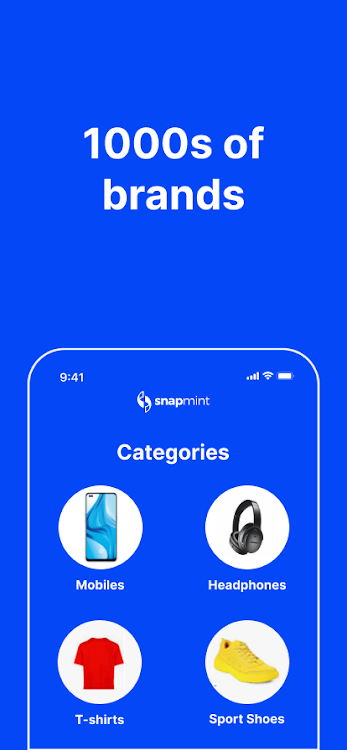 1000s of
brands
9:41
snapmint
Categories
Mobiles
Headphones
T-shirts
Sport Shoes